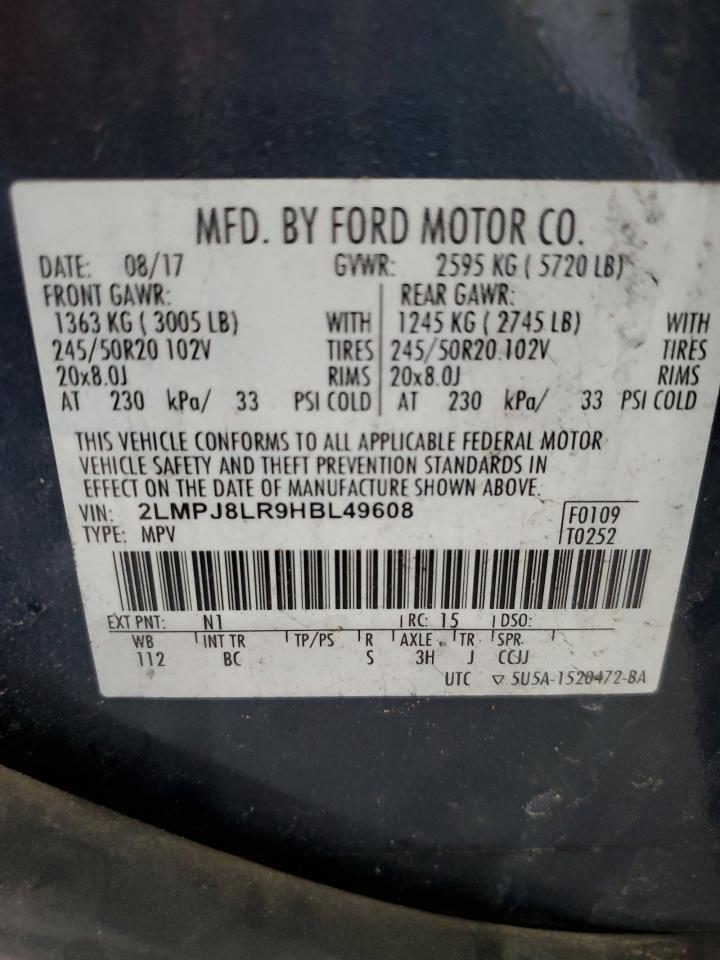 MFD. BY FORD MOTOR CO.
DATE: 08/17 GVWR: 2595 KG ( 5720 LB)
FRONT GAWR: REAR GAWR:
1363 KG ( 3005 LB) WITH 1245 KG ( 2745 LB) WITH
245/50R20 102V TIRES 245/50R20 102V TIRES
20x8.0J RIMS 20x8.0J RIMS
AT 230 kPa/ 33 PSI COLD AT 230 kPa/ 33 PSI COLD
THIS VEHICLE CONFORMS TO ALL APPLICABLE FEDERAL MOTOR
VEHICLE SAFETY AND THEFT PREVENTION STANDARDS IN
EFFECT ON THE DATE OF MANUFACTURE SHOWN ABOVE.
VIN: 2LMPJ8LR9HBL49608 F0109
TYPE: MPV T0252
EXT PNT: N1 RC: 15 DSO:
WB INT TR TP/PS R AXLE TR SPR
112 BC S 3H J CCJJ
UTC ▽ 5U5A-1520472-BA